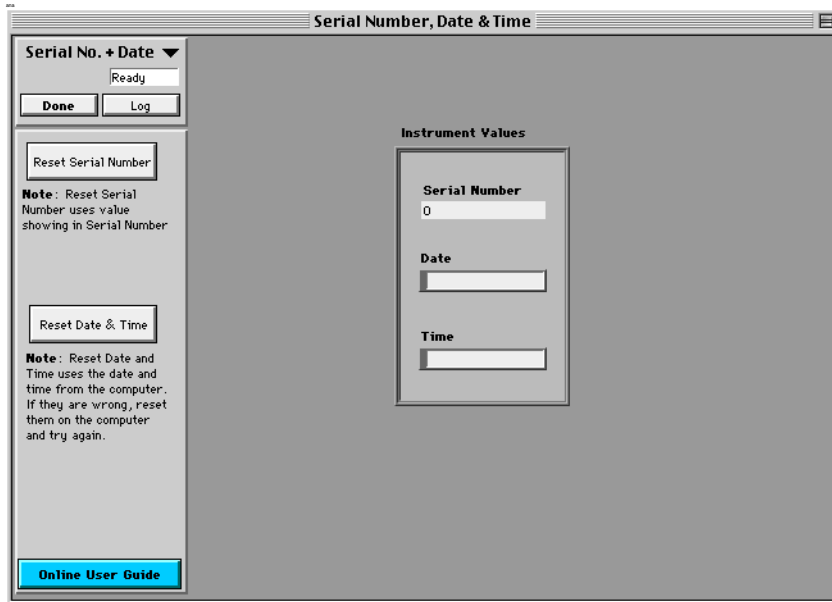 Serial Number, Date & Time
Serial No. + Date
Ready
Done
Log
Reset Serial Number
Note: Reset Serial
Number uses value
showing in Serial Number
Reset Date & Time
Note: Reset Date and
Time uses the date and
time from the computer.
If they are wrong, reset
them on the computer
and try again.
Online User Guide
Instrument Values
Serial Number
0
Date
Time